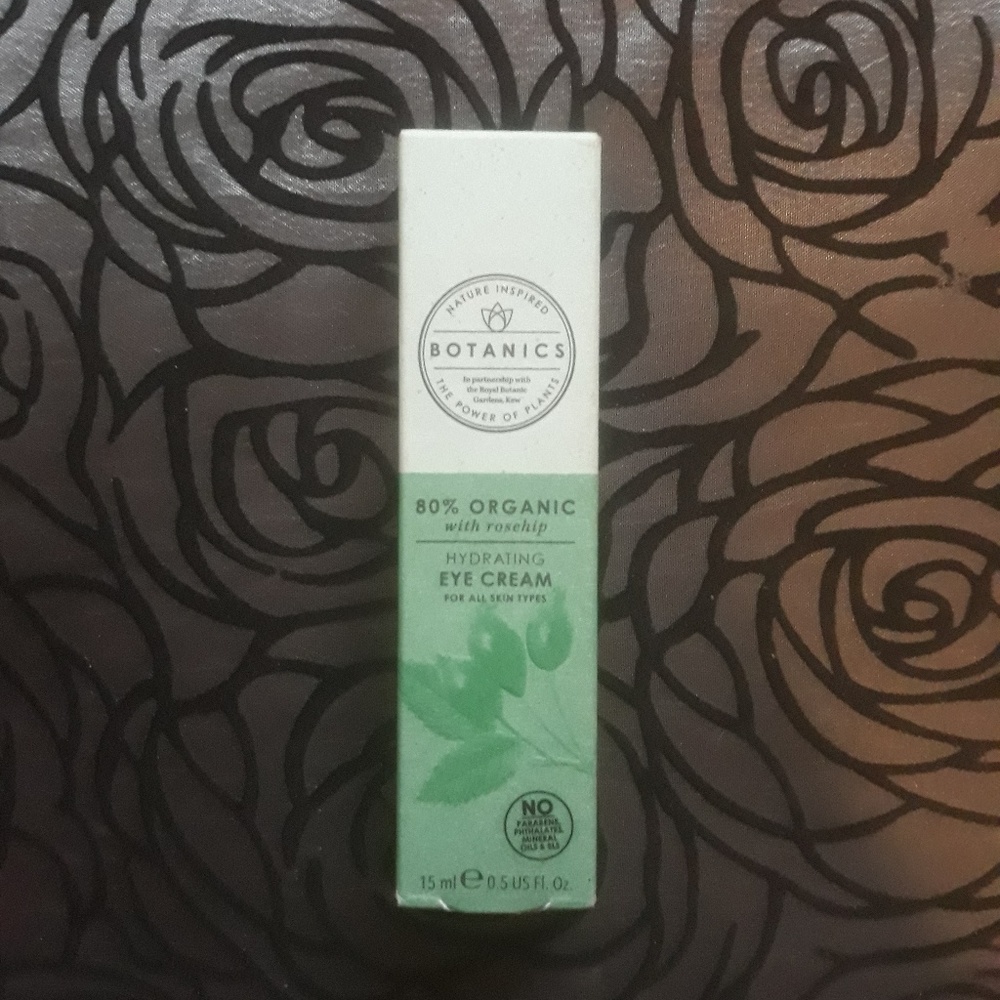 NATURE INSPIRED
BOTANICS
In partnership with
the Royal Botanic
Gardens, Kew
THE POWER OF PLANTS
80% ORGANIC
with rosehip
HYDRATING
EYE CREAM
FOR ALL SKIN TYPES
NO
PARABENS,
PHTHALATES,
MINERAL
OILS & SLS
15 ml ℮ 0.5 US Fl. Oz.